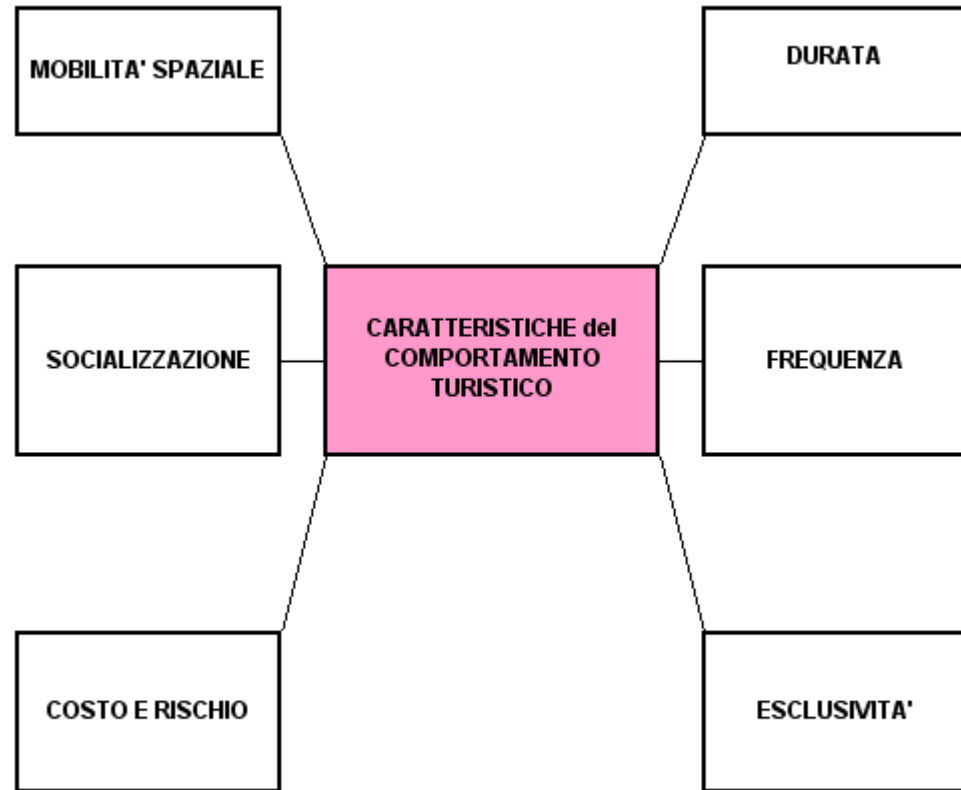 MOBILITA' SPAZIALE
DURATA
SOCIALIZZAZIONE
CARATTERISTICHE del
COMPORTAMENTO
TURISTICO
FREQUENZA
COSTO E RISCHIO
ESCLUSIVITA'